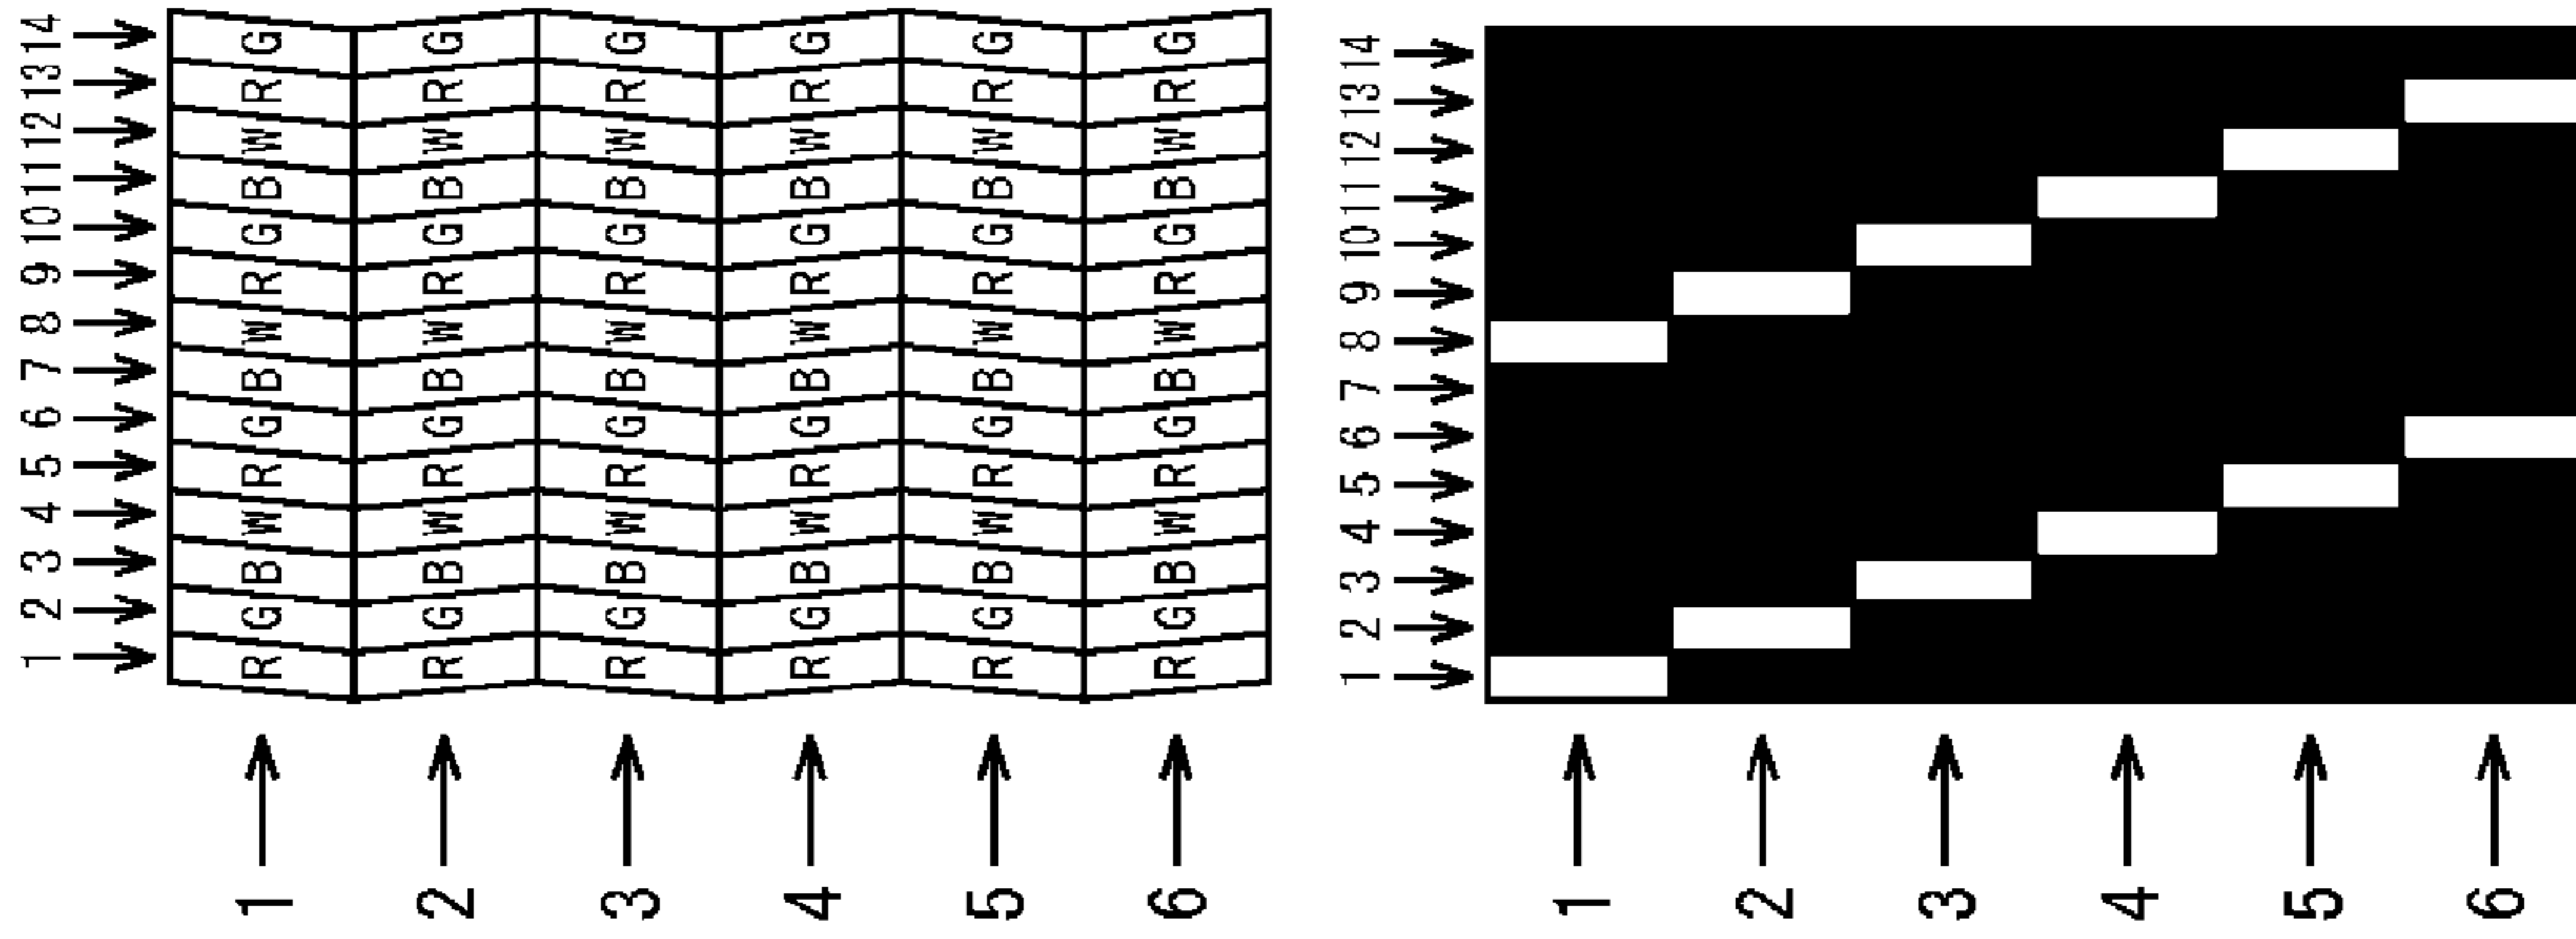 1 2 3 4 5 6 7 8 9 10 11 12 13 14
1 R G B W R G B W R G B W R G
2 R G B W R G B W R G B W R G
3 R G B W R G B W R G B W R G
4 R G B W R G B W R G B W R G
5 R G B W R G B W R G B W R G
6 R G B W R G B W R G B W R G
1 2 3 4 5 6 7 8 9 10 11 12 13 14
1
2
3
4
5
6